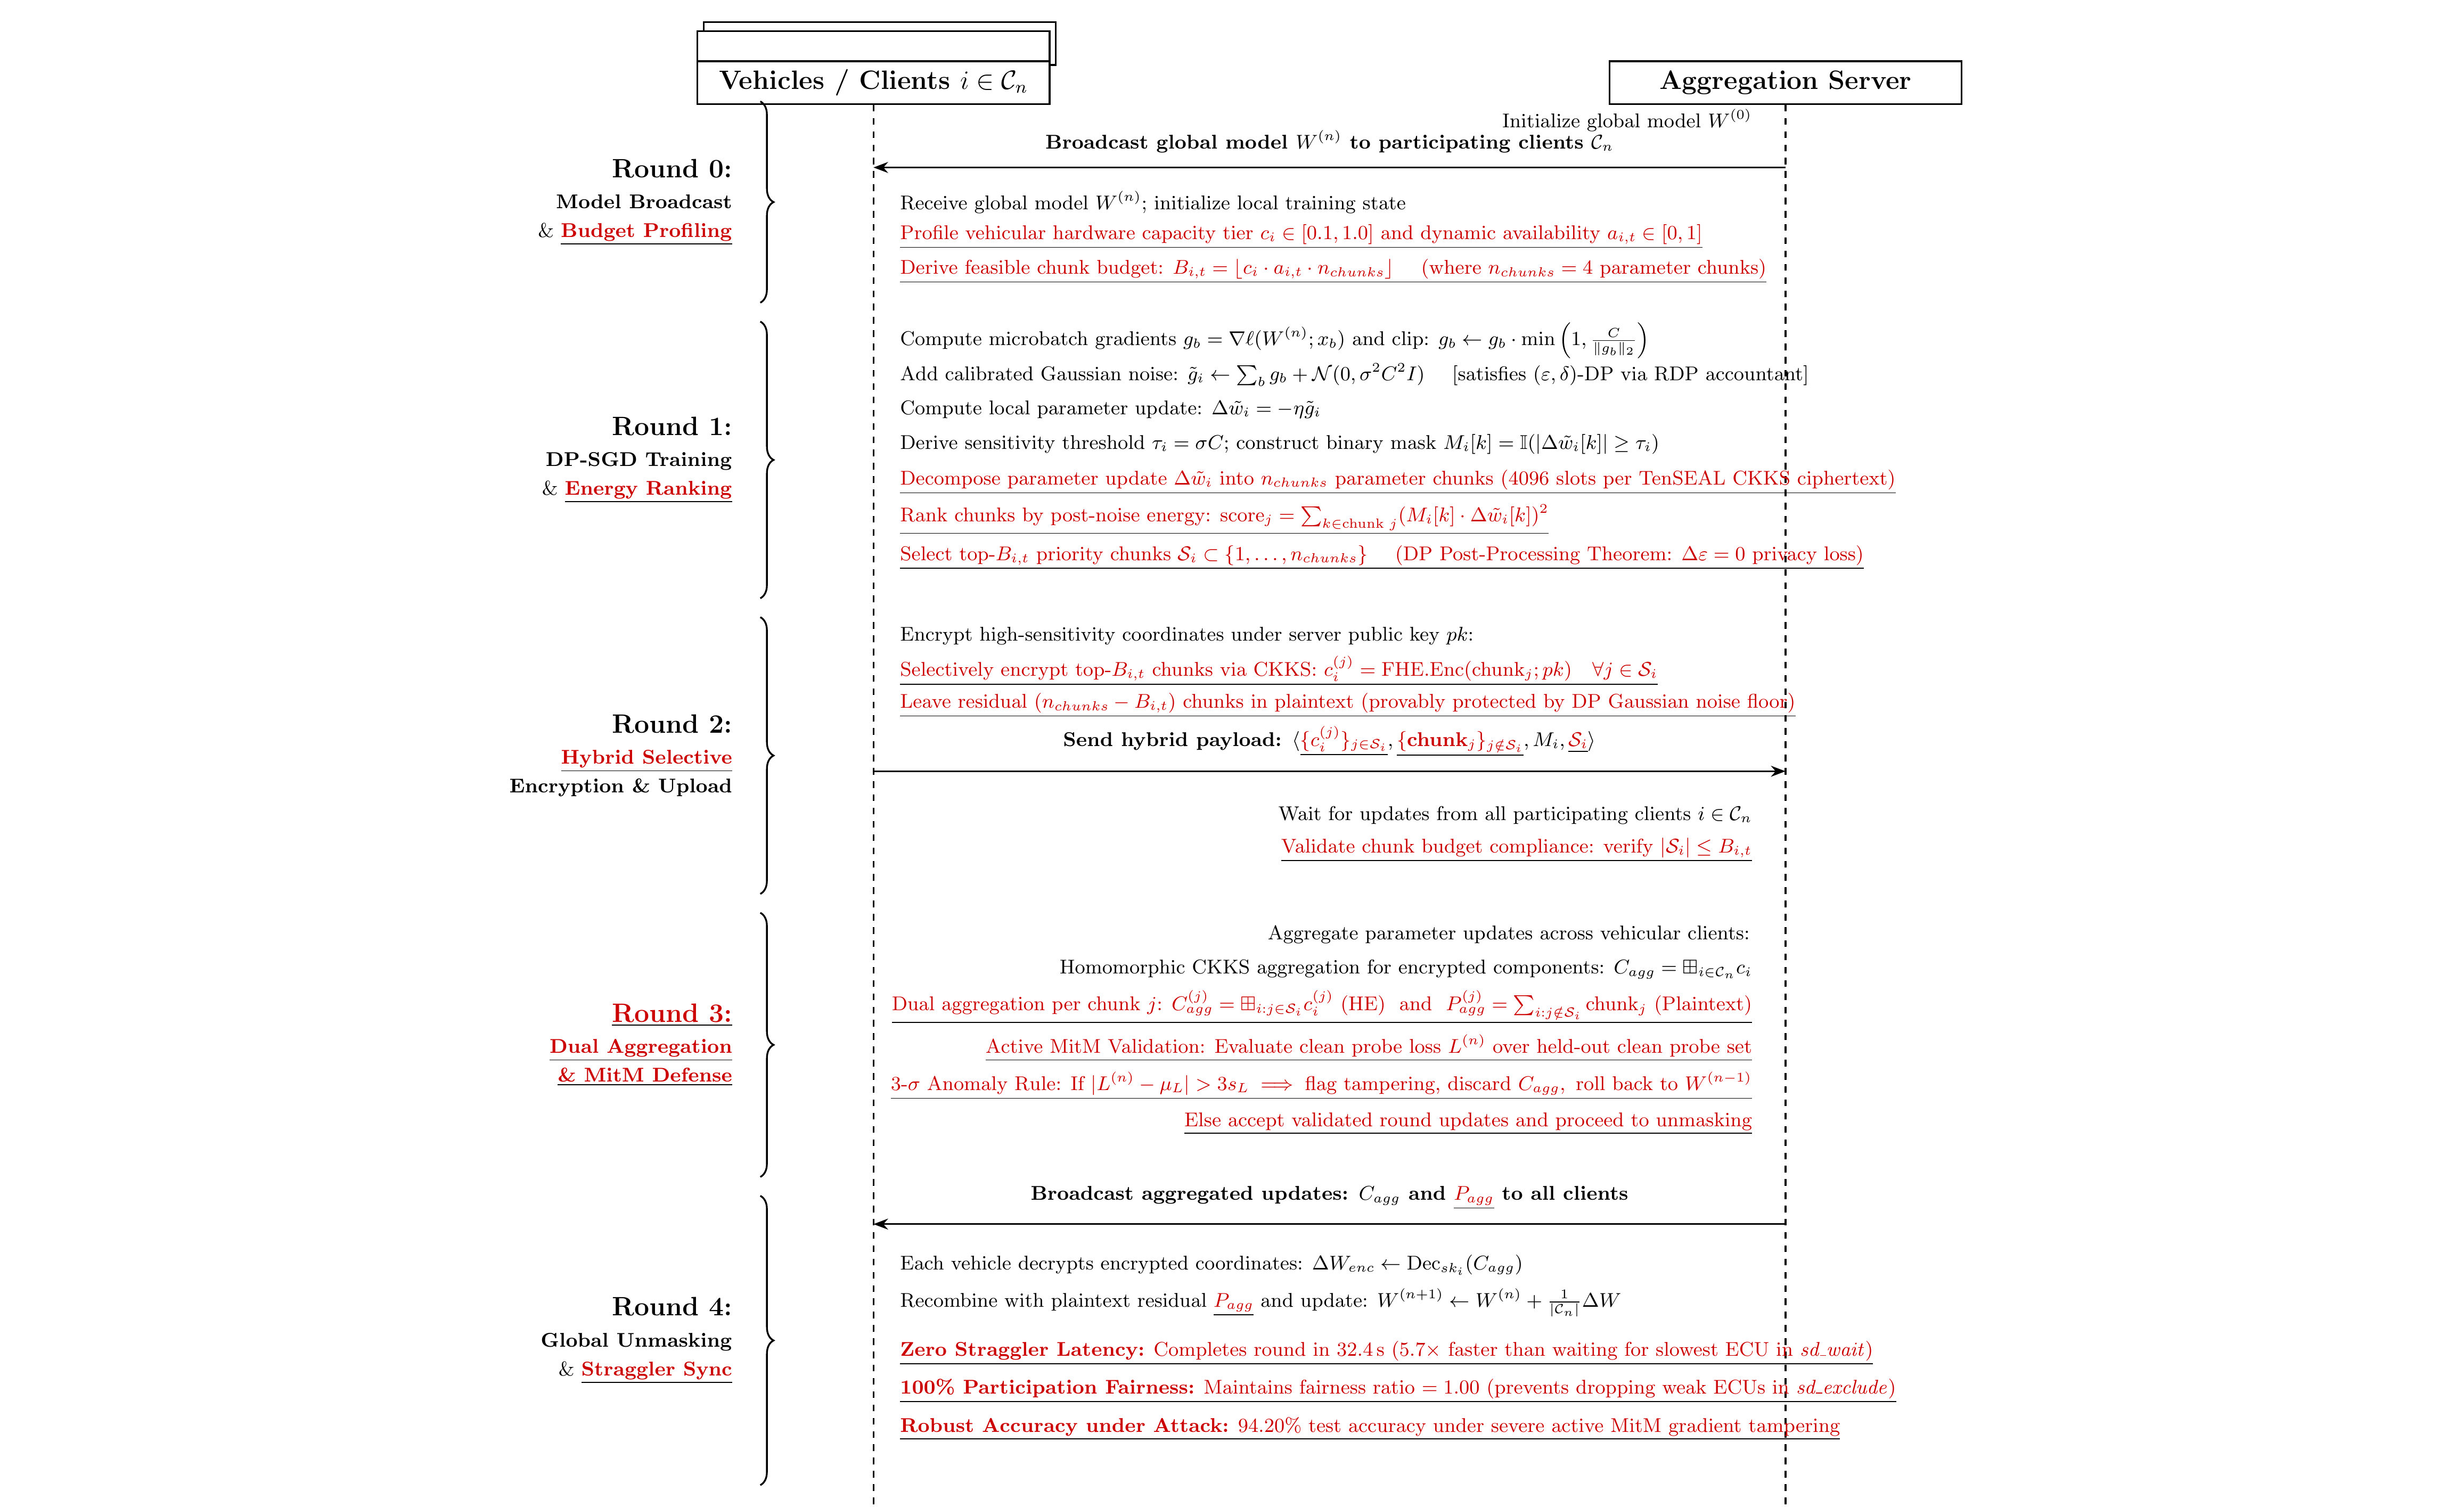 Vehicles / Clients $i \in \mathcal{C}_n$
Aggregation Server
Initialize global model $W^{(0)}$
Broadcast global model $W^{(n)}$ to participating clients $\mathcal{C}_n$
Round 0:
Model Broadcast
& Budget Profiling
Receive global model $W^{(n)}$; initialize local training state
Profile vehicular hardware capacity tier $c_i \in [0.1, 1.0]$ and dynamic availability $a_{i,t} \in [0, 1]$
Derive feasible chunk budget: $B_{i,t} = \lfloor c_i \cdot a_{i,t} \cdot n_{chunks} \rfloor$ (where $n_{chunks} = 4$ parameter chunks)
Round 1:
DP-SGD Training
& Energy Ranking
Compute microbatch gradients $g_b = \nabla \ell(W^{(n)}; x_b)$ and clip: $g_b \leftarrow g_b \cdot \min\left(1, \frac{C}{\|g_b\|_2}\right)$
Add calibrated Gaussian noise: $\tilde{g}_i \leftarrow \sum_b g_b + \mathcal{N}(0, \sigma^2 C^2 I)$ [satisfies $(\varepsilon, \delta)$-DP via RDP accountant]
Compute local parameter update: $\Delta \tilde{w}_i = -\eta \tilde{g}_i$
Derive sensitivity threshold $\tau_i = \sigma C$; construct binary mask $M_i[k] = \mathbb{I}(|\Delta \tilde{w}_i[k]| \geq \tau_i)$
Decompose parameter update $\Delta \tilde{w}_i$ into $n_{chunks}$ parameter chunks (4096 slots per TenSEAL CKKS ciphertext)
Rank chunks by post-noise energy: $\text{score}_j = \sum_{k \in \text{chunk } j} (M_i[k] \cdot \Delta \tilde{w}_i[k])^2$
Select top-$B_{i,t}$ priority chunks $\mathcal{S}_i \subset \{1, \ldots, n_{chunks}\}$ (DP Post-Processing Theorem: $\Delta \varepsilon = 0$ privacy loss)
Round 2:
Hybrid Selective
Encryption & Upload
Encrypt high-sensitivity coordinates under server public key $pk$:
Selectively encrypt top-$B_{i,t}$ chunks via CKKS: $c_i^{(j)} = \text{FHE.Enc}(\text{chunk}_j; pk) \quad \forall j \in \mathcal{S}_i$
Leave residual $(n_{chunks} - B_{i,t})$ chunks in plaintext (provably protected by DP Gaussian noise floor)
Send hybrid payload: $\langle \{c_i^{(j)}\}_{j \in \mathcal{S}_i}, \{\textbf{chunk}_j\}_{j \notin \mathcal{S}_i}, M_i, \mathcal{S}_i \rangle$
Wait for updates from all participating clients $i \in \mathcal{C}_n$
Validate chunk budget compliance: verify $|\mathcal{S}_i| \leq B_{i,t}$
Round 3:
Dual Aggregation
& MitM Defense
Aggregate parameter updates across vehicular clients:
Homomorphic CKKS aggregation for encrypted components: $C_{agg} = \boxplus_{i \in \mathcal{C}_n} c_i$
Dual aggregation per chunk $j$: $C_{agg}^{(j)} = \boxplus_{i: j \in \mathcal{S}_i} c_i^{(j)}$ (HE) and $P_{agg}^{(j)} = \sum_{i: j \notin \mathcal{S}_i} \text{chunk}_j$ (Plaintext)
Active MitM Validation: Evaluate clean probe loss $L^{(n)}$ over held-out clean probe set
3-$\sigma$ Anomaly Rule: If $|L^{(n)} - \mu_L| > 3s_L \implies$ flag tampering, discard $C_{agg}$, roll back to $W^{(n-1)}$
Else accept validated round updates and proceed to unmasking
Broadcast aggregated updates: $C_{agg}$ and $P_{agg}$ to all clients
Round 4:
Global Unmasking
& Straggler Sync
Each vehicle decrypts encrypted coordinates: $\Delta W_{enc} \leftarrow \text{Dec}_{sk_i}(C_{agg})$
Recombine with plaintext residual $P_{agg}$ and update: $W^{(n+1)} \leftarrow W^{(n)} + \frac{1}{|\mathcal{C}_n|} \Delta W$
Zero Straggler Latency: Completes round in 32.4 s (5.7× faster than waiting for slowest ECU in sd_wait)
100% Participation Fairness: Maintains fairness ratio = 1.00 (prevents dropping weak ECUs in sd_exclude)
Robust Accuracy under Attack: 94.20% test accuracy under severe active MitM gradient tampering